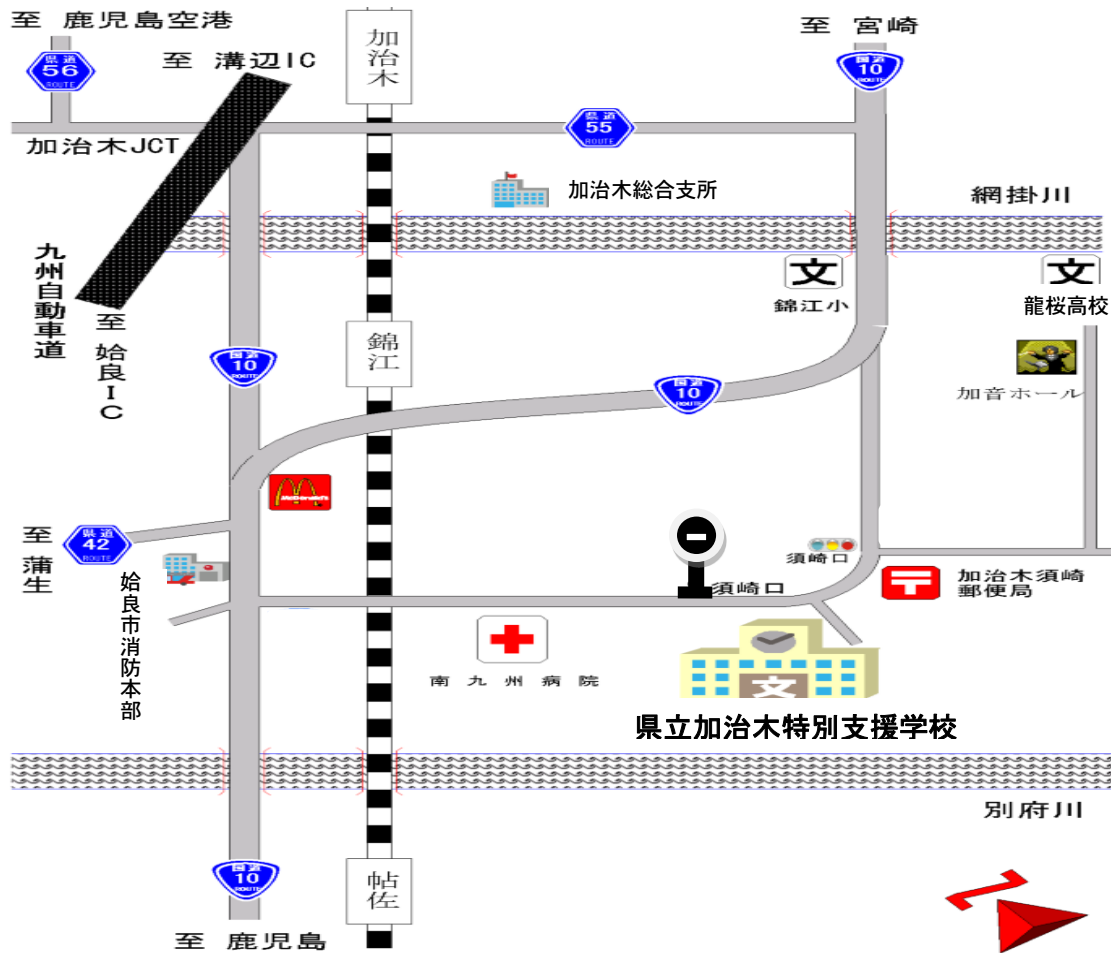 至 鹿児島空港
県道
56
ROUTE
至 溝辺IC
加治木
至 宮崎
国道
10
ROUTE
加治木JCT
県道
55
ROUTE
加治木総合支所
網掛川
九州自動車道
至 姶良IC
文
錦江小
文
龍桜高校
錦江
国道
10
ROUTE
国道
10
ROUTE
加音ホール
McDonald's
至 蒲生
県道
42
ROUTE
姶良市消防本部
須崎口
須崎口
加治木須崎
郵便局
南九州病院
文
県立加治木特別支援学校
別府川
国道
10
ROUTE
帖佐
至 鹿児島